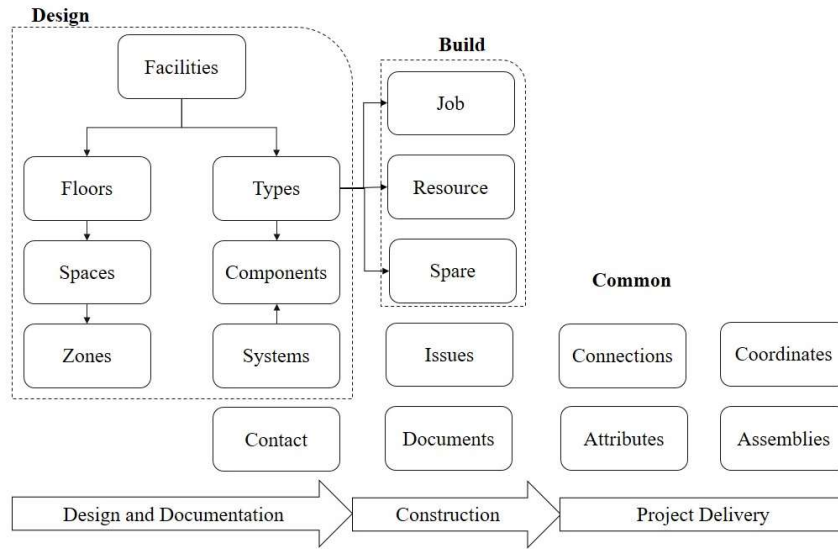 Design
Facilities
Build
Job
Floors
Types
Resource
Spaces
Components
Spare
Common
Zones
Systems
Issues
Connections
Coordinates
Contact
Documents
Attributes
Assemblies
Design and Documentation
Construction
Project Delivery